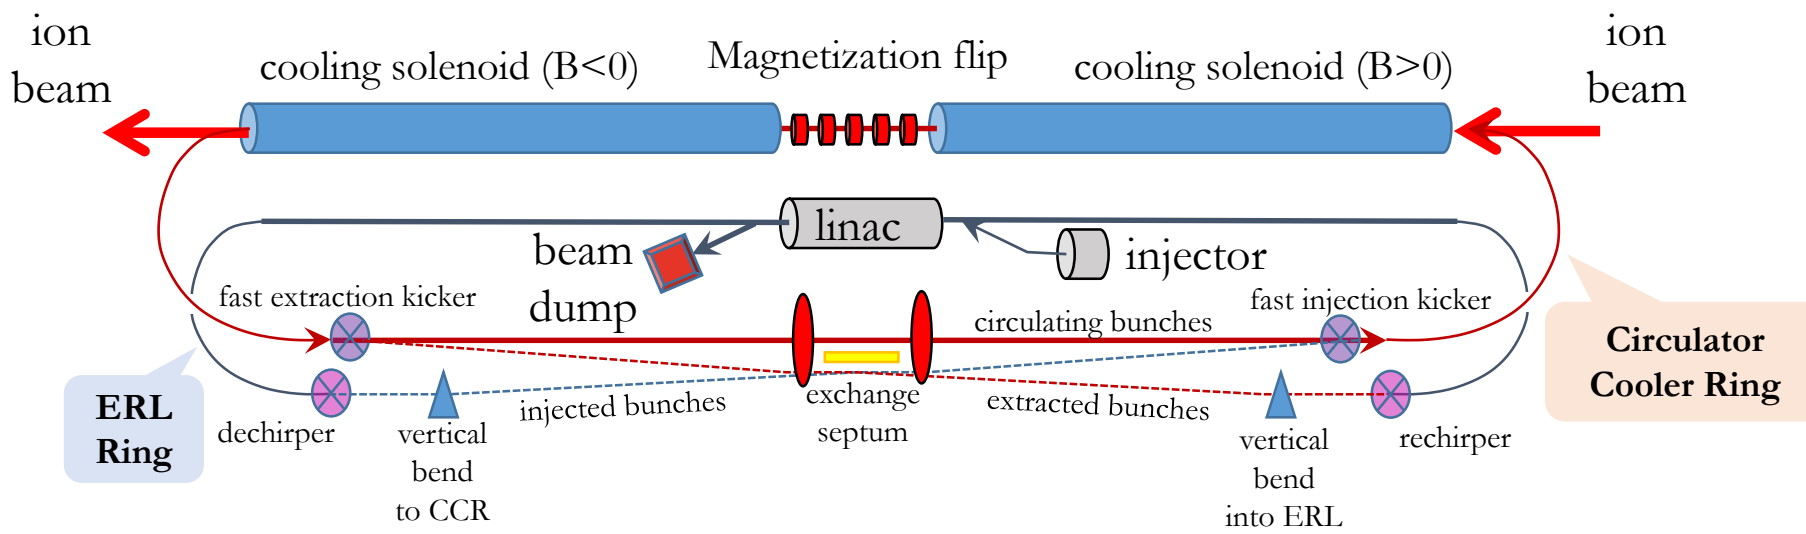 ion
beam
cooling solenoid (B<0)
Magnetization flip
cooling solenoid (B>0)
ion
beam
linac
beam
dump
injector
fast extraction kicker
fast injection kicker
circulating bunches
Circulator
Cooler Ring
ERL
Ring
injected bunches
exchange
septum
extracted bunches
dechirper
vertical
bend
to CCR
vertical
bend
into ERL
rechirper